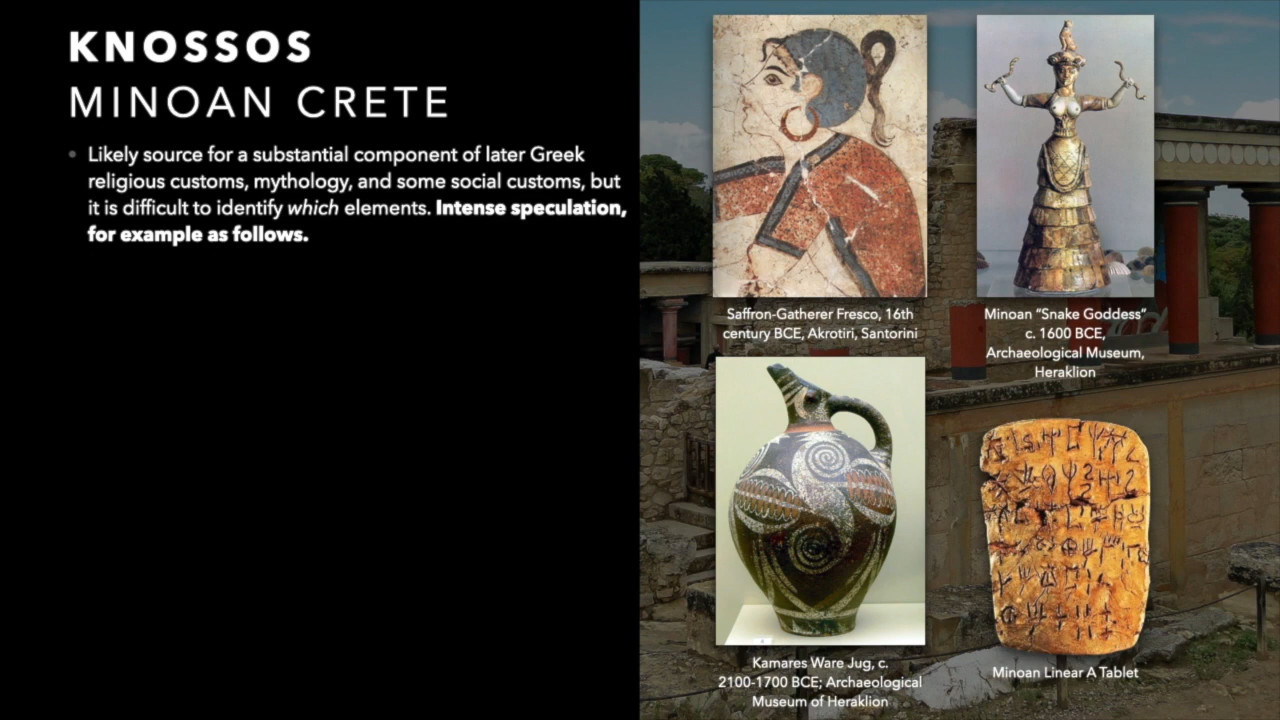 KNOSSOS
MINOAN CRETE
Likely source for a substantial component of later Greek
religious customs, mythology, and some social customs, but
it is difficult to identify which elements. Intense speculation,
for example as follows.
Saffron-Gatherer Fresco, 16th
century BCE, Akrotiri, Santorini
Minoan “Snake Goddess”
c. 1600 BCE,
Archaeological Museum,
Heraklion
Kamares Ware Jug, c.
2100-1700 BCE; Archaeological
Museum of Heraklion
Minoan Linear A Tablet